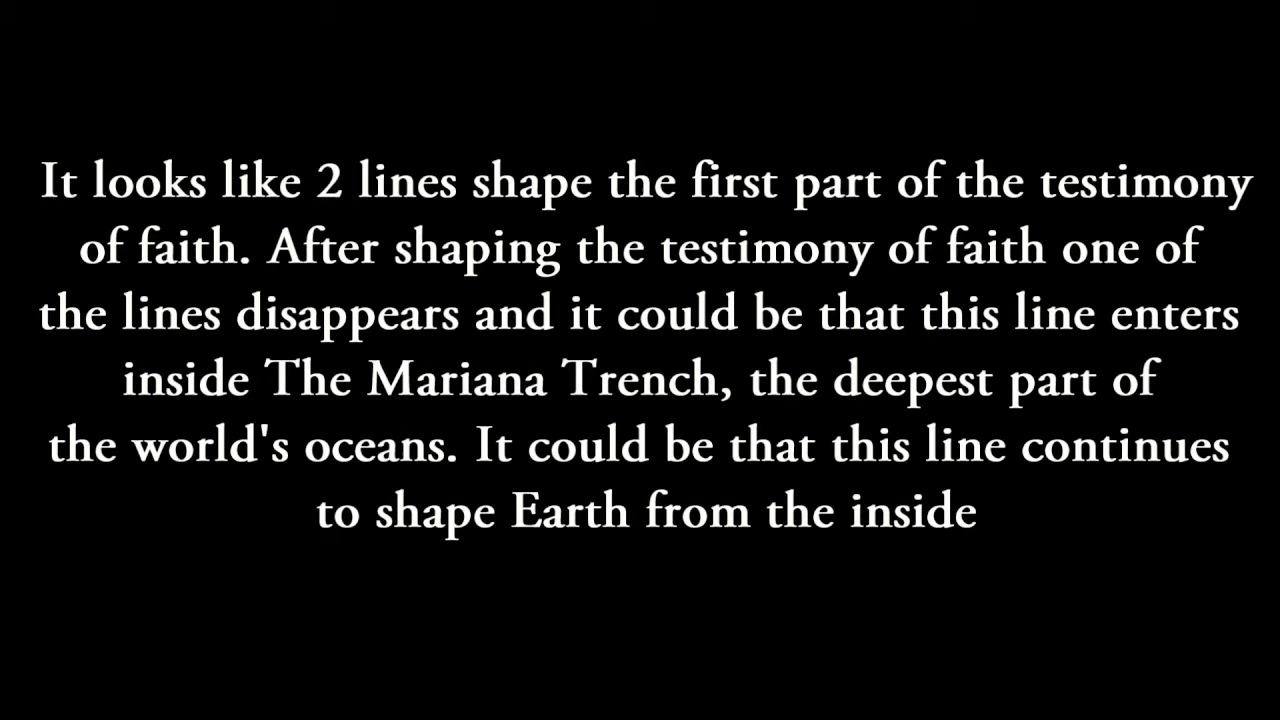 It looks like 2 lines shape the first part of the testimony
of faith. After shaping the testimony of faith one of
the lines disappears and it could be that this line enters
inside The Mariana Trench, the deepest part of
the world's oceans. It could be that this line continues
to shape Earth from the inside